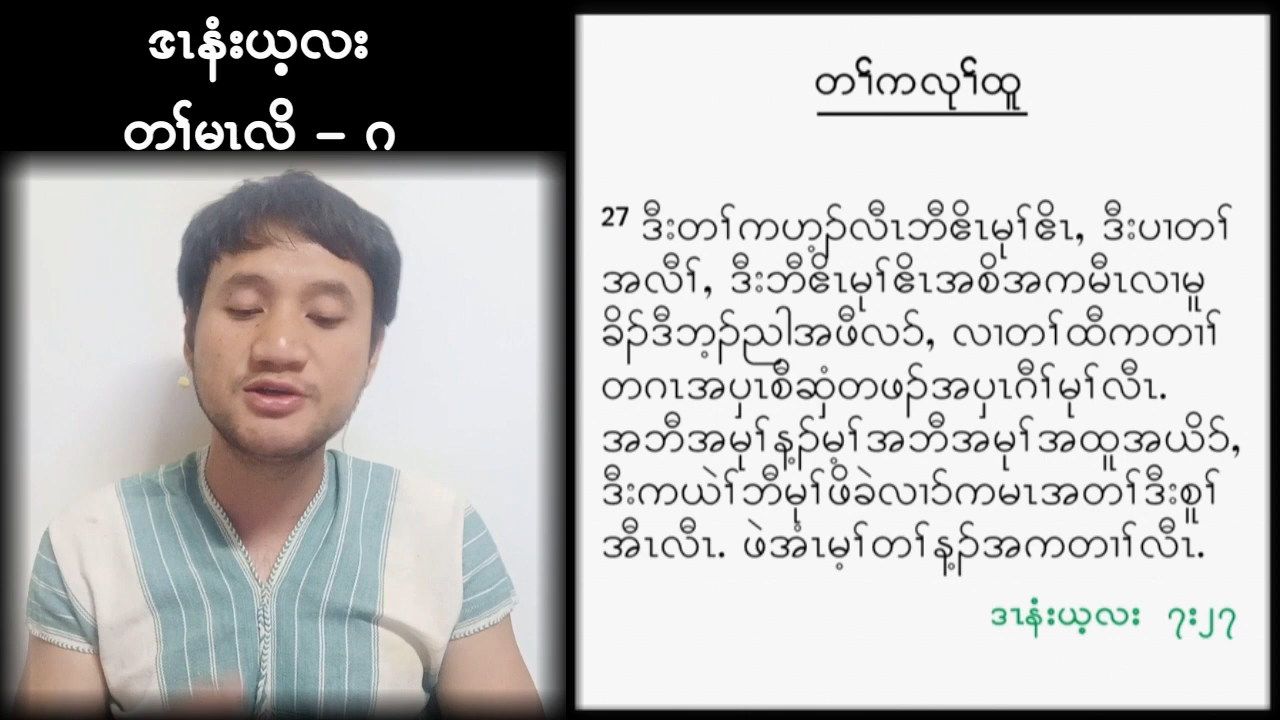 ဧၤနံးယ့လး
တၢ်မၤလိ – ၇
တၢ်ကလုၢ်ထူ
27 ဒီးတၢ်ကဟ့ၣ်လီၤဘီဧိၤမုၢ်ဧိၤ, ဒီးပၢတၢ်
အလီၢ်, ဒီးဘီဧိၤမုၢ်ဧိၤအစိအကမီၤလၢမူ
ခိၣ်ဒီဘ့ၣ်ညါအဖီလာ်, လၢတၢ်ထီကတၢၢ်
တဂၤအပှၤစီဆှံတဖၣ်အပှၤဂီၢ်မုၢ်လီၤ.
အဘီအမုၢ်န့ၣ်မ့ၢ်အဘီအမုၢ်အထူအယိာ်,
ဒီးကယဲၢ်ဘီမုၢ်ဖိခဲလၢာ်ကမၤအတၢ်ဒီးစူၢ်
အီၤလီၤ. ဖဲအံၤမ့ၢ်တၢ်န့ၣ်အကတၢၢ်လီၤ.
ဒၤနံးယ့လး ၇း၂၇